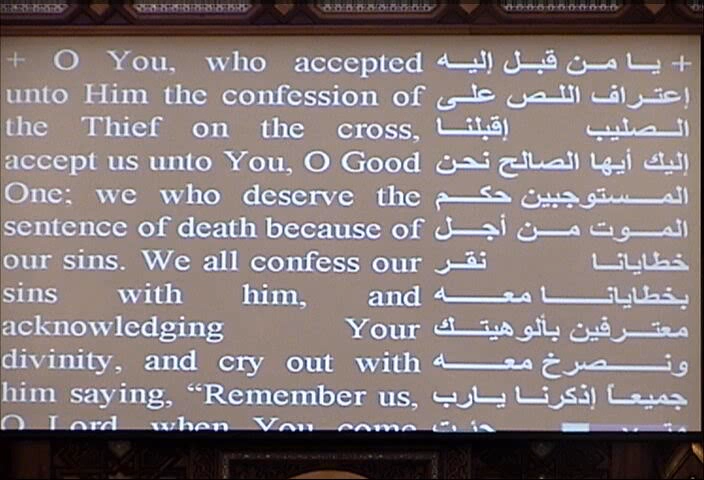 + O You, who accepted
unto Him the confession of
the Thief on the cross,
accept us unto You, O Good
One; we who deserve the
sentence of death because of
our sins. We all confess our
sins with him, and
acknowledging Your
divinity, and cry out with
him saying, “Remember us,
O Lord, when You come
+ يا من قبل إليه
إعتراف اللص على
الصليب إقبلنا
إليك أيها الصالح نحن
المستوجبين حكم
الموت من أجل
خطايانا نقر
بخطايانا معه
معترفين بألوهيتك
ونصرخ معه
جميعاً إذكرنا يارب